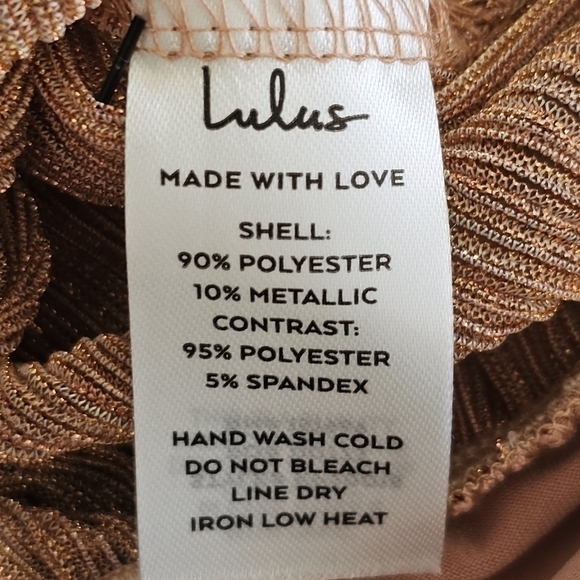 Lulus
MADE WITH LOVE
SHELL:
90% POLYESTER
10% METALLIC
CONTRAST:
95% POLYESTER
5% SPANDEX
HAND WASH COLD
DO NOT BLEACH
LINE DRY
IRON LOW HEAT